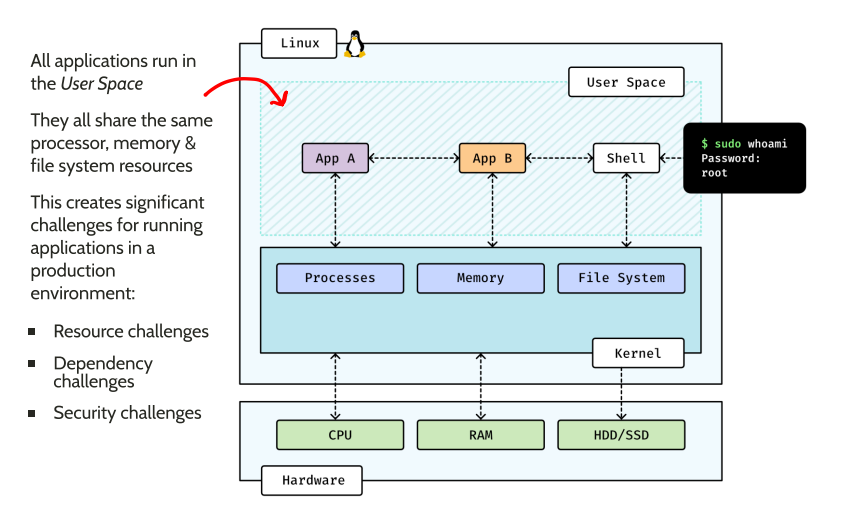 All applications run in
the User Space
They all share the same
processor, memory &
file system resources
This creates significant
challenges for running
applications in a
production
environment:
Resource challenges
Dependency
challenges
Security challenges
Linux
User Space
App A
App B
Shell
$ sudo whoami
Password:
root
Processes
Memory
File System
Kernel
CPU
RAM
HDD/SSD
Hardware